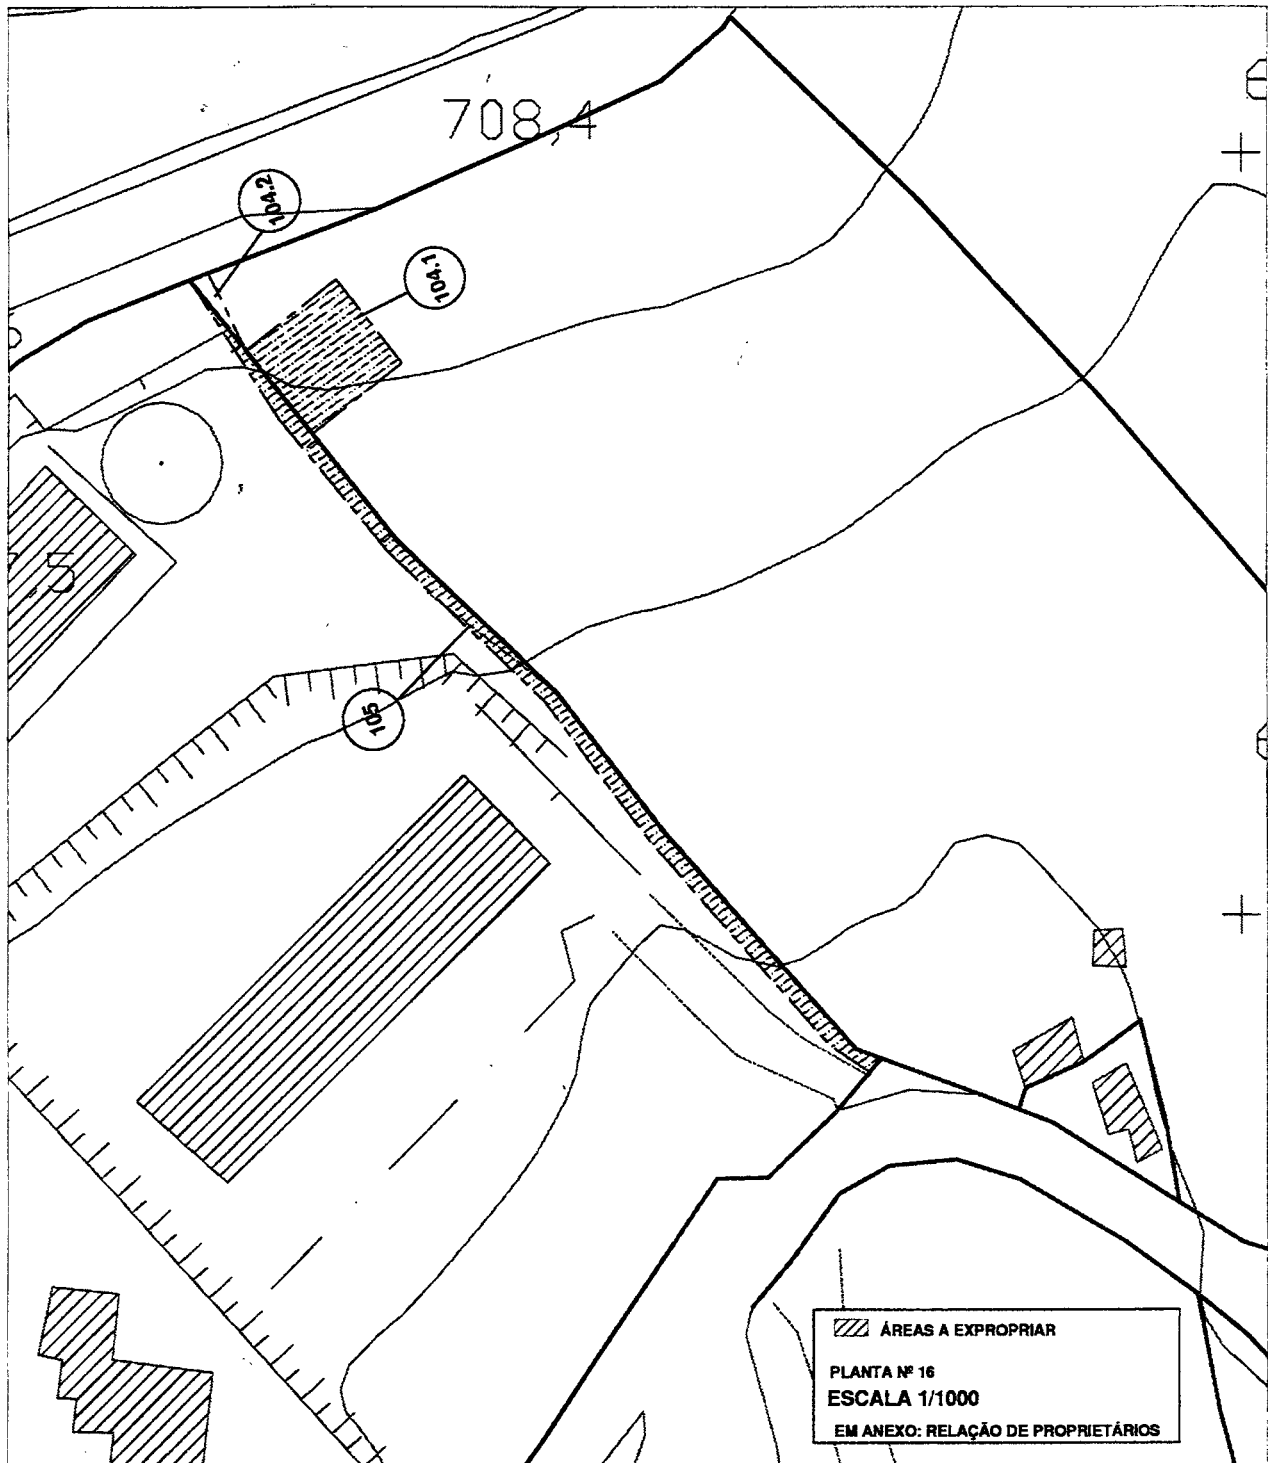 708,4
104.2
104.1
,5
105
ÁREAS A EXPROPRIAR
PLANTA Nº 16
ESCALA 1/1000
EM ANEXO: RELAÇÃO DE PROPRIETÁRIOS